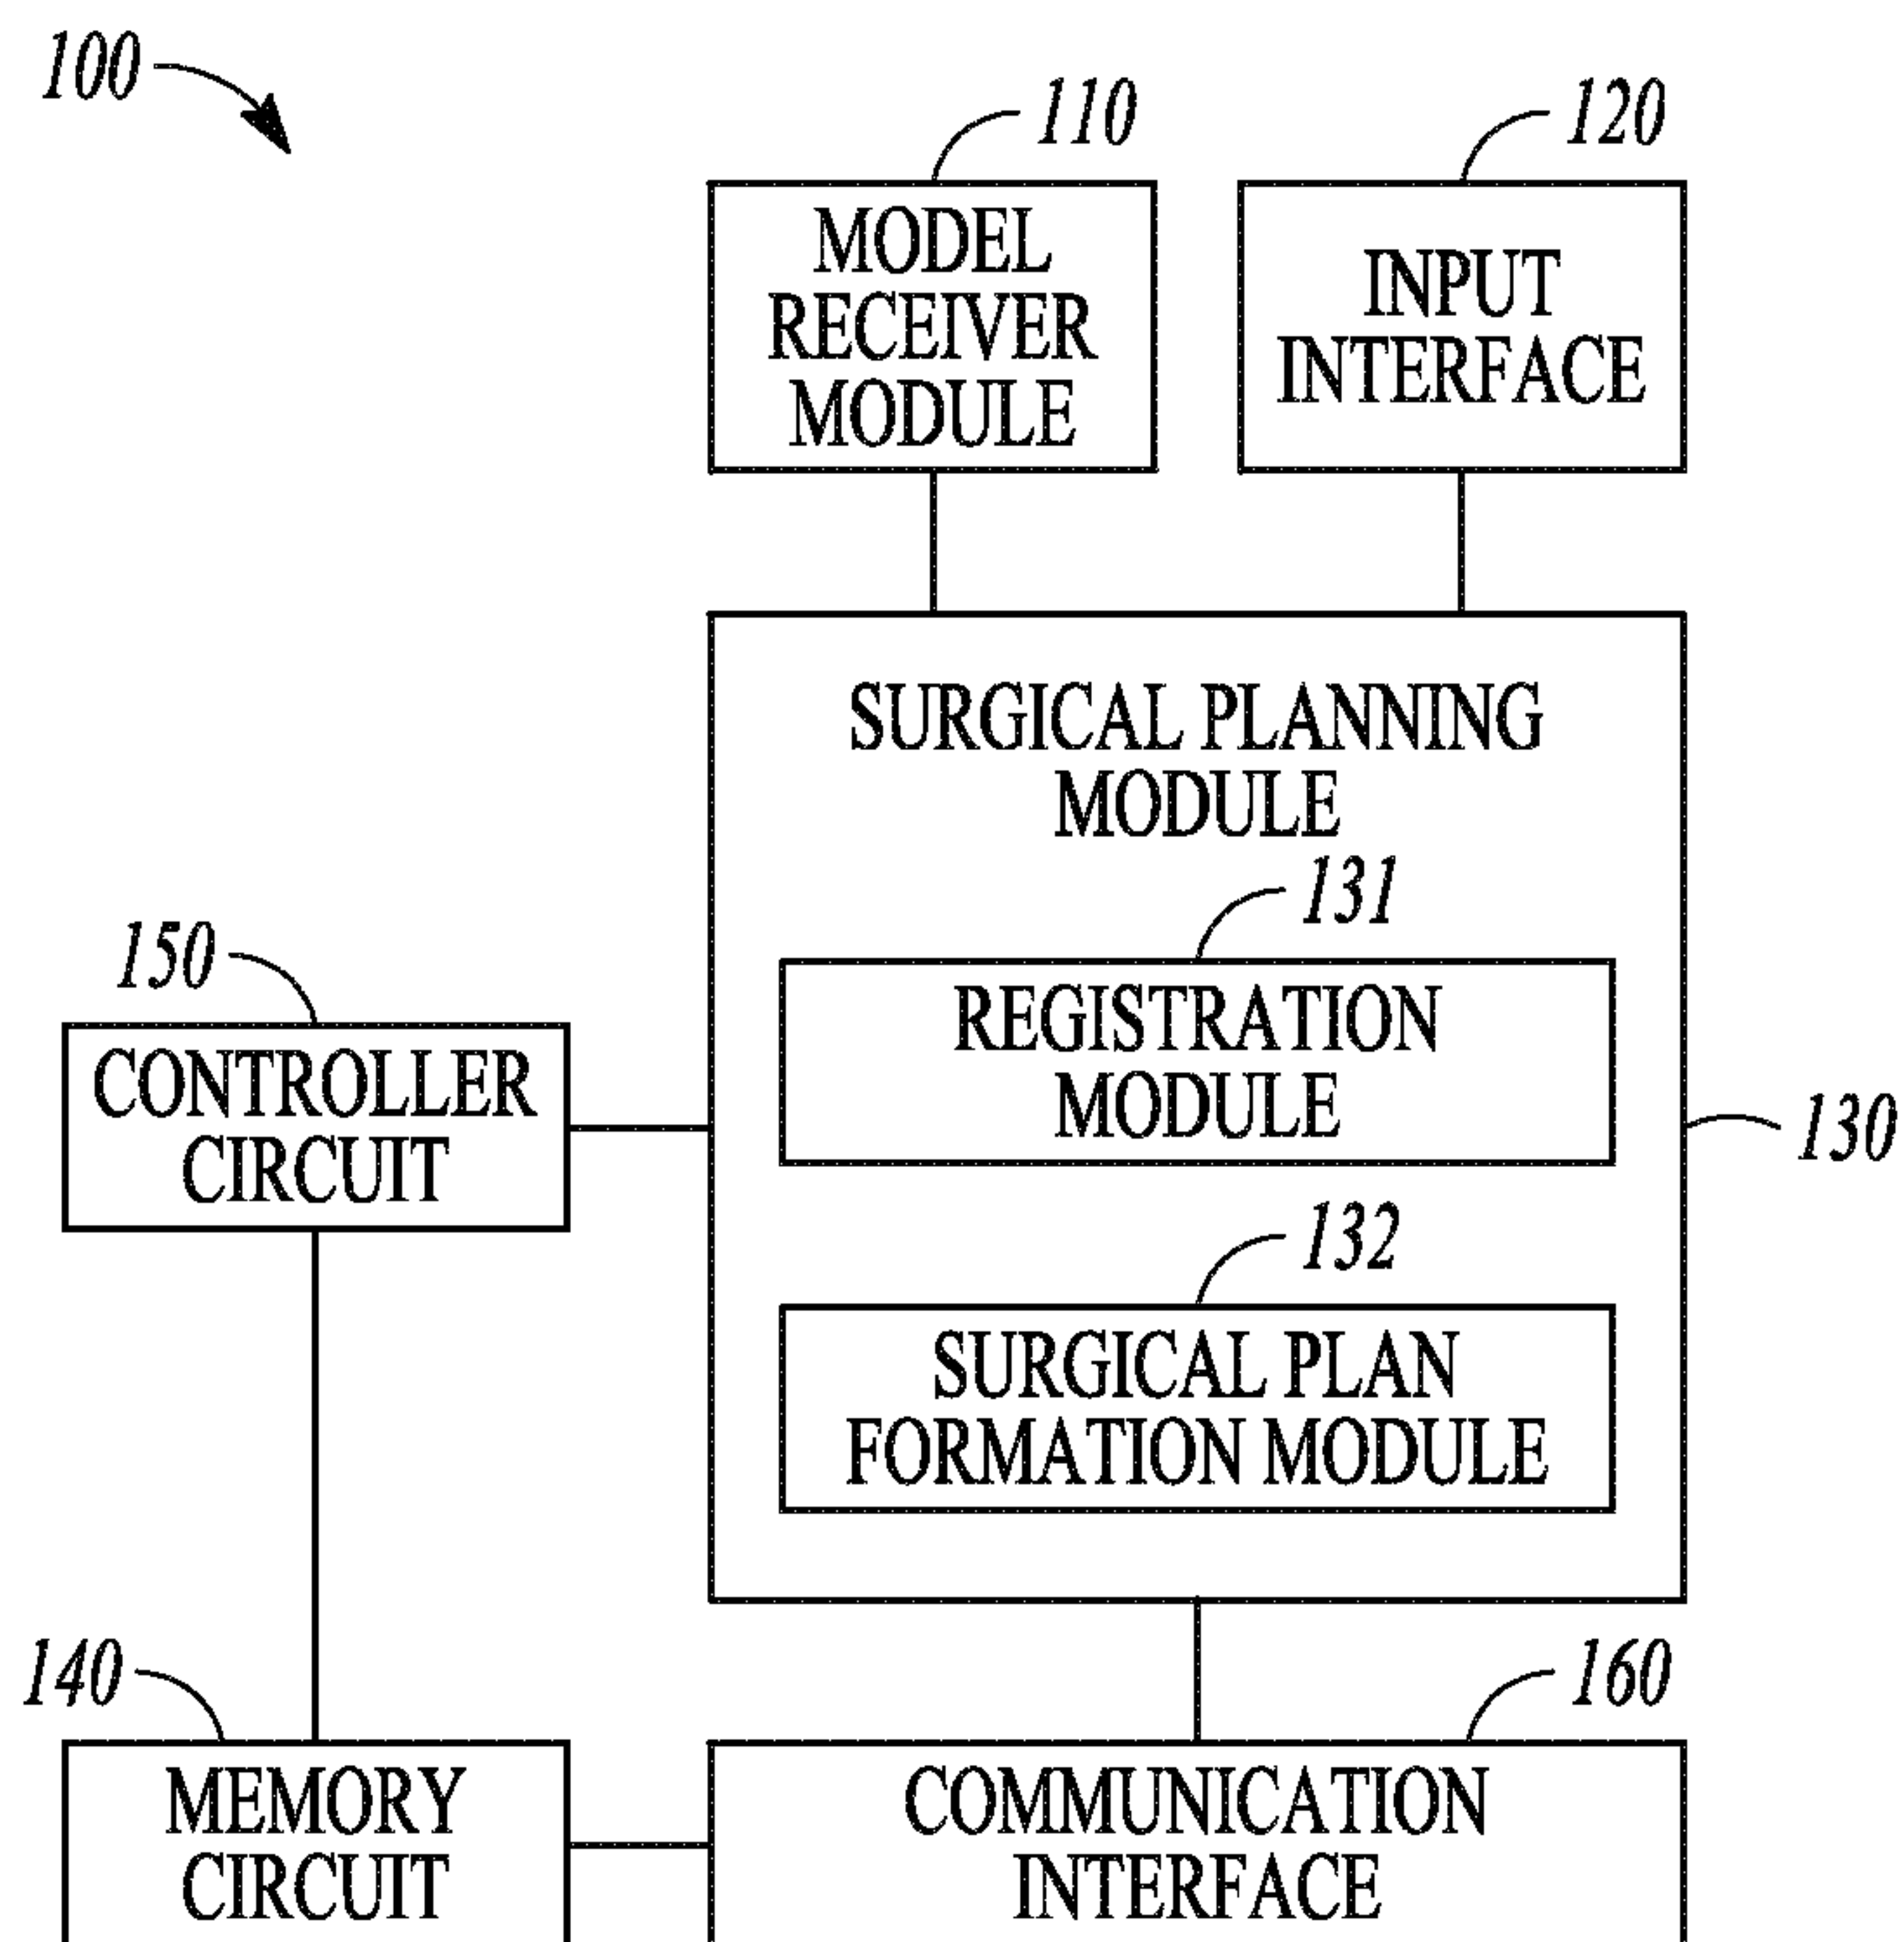 100
110
120
MODEL
RECEIVER
MODULE
INPUT
INTERFACE
SURGICAL PLANNING
MODULE
131
150
REGISTRATION
MODULE
CONTROLLER
CIRCUIT
130
132
SURGICAL PLAN
FORMATION MODULE
140
160
MEMORY
CIRCUIT
COMMUNICATION
INTERFACE